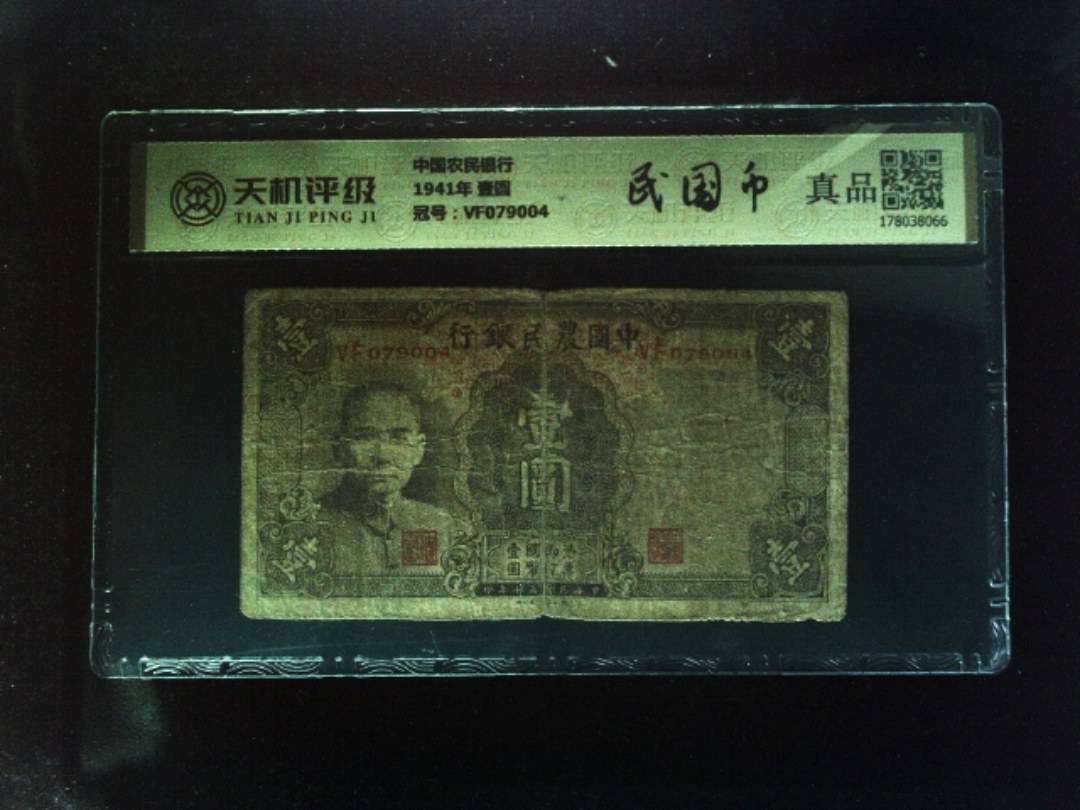 天机评级
TIAN JI PING JI
中国农民银行
1941年 壹圆
冠号：VF079004
民国币
真品
178038066
行銀民農國中
VF079004
VF079004
壹
壹
圓
壹